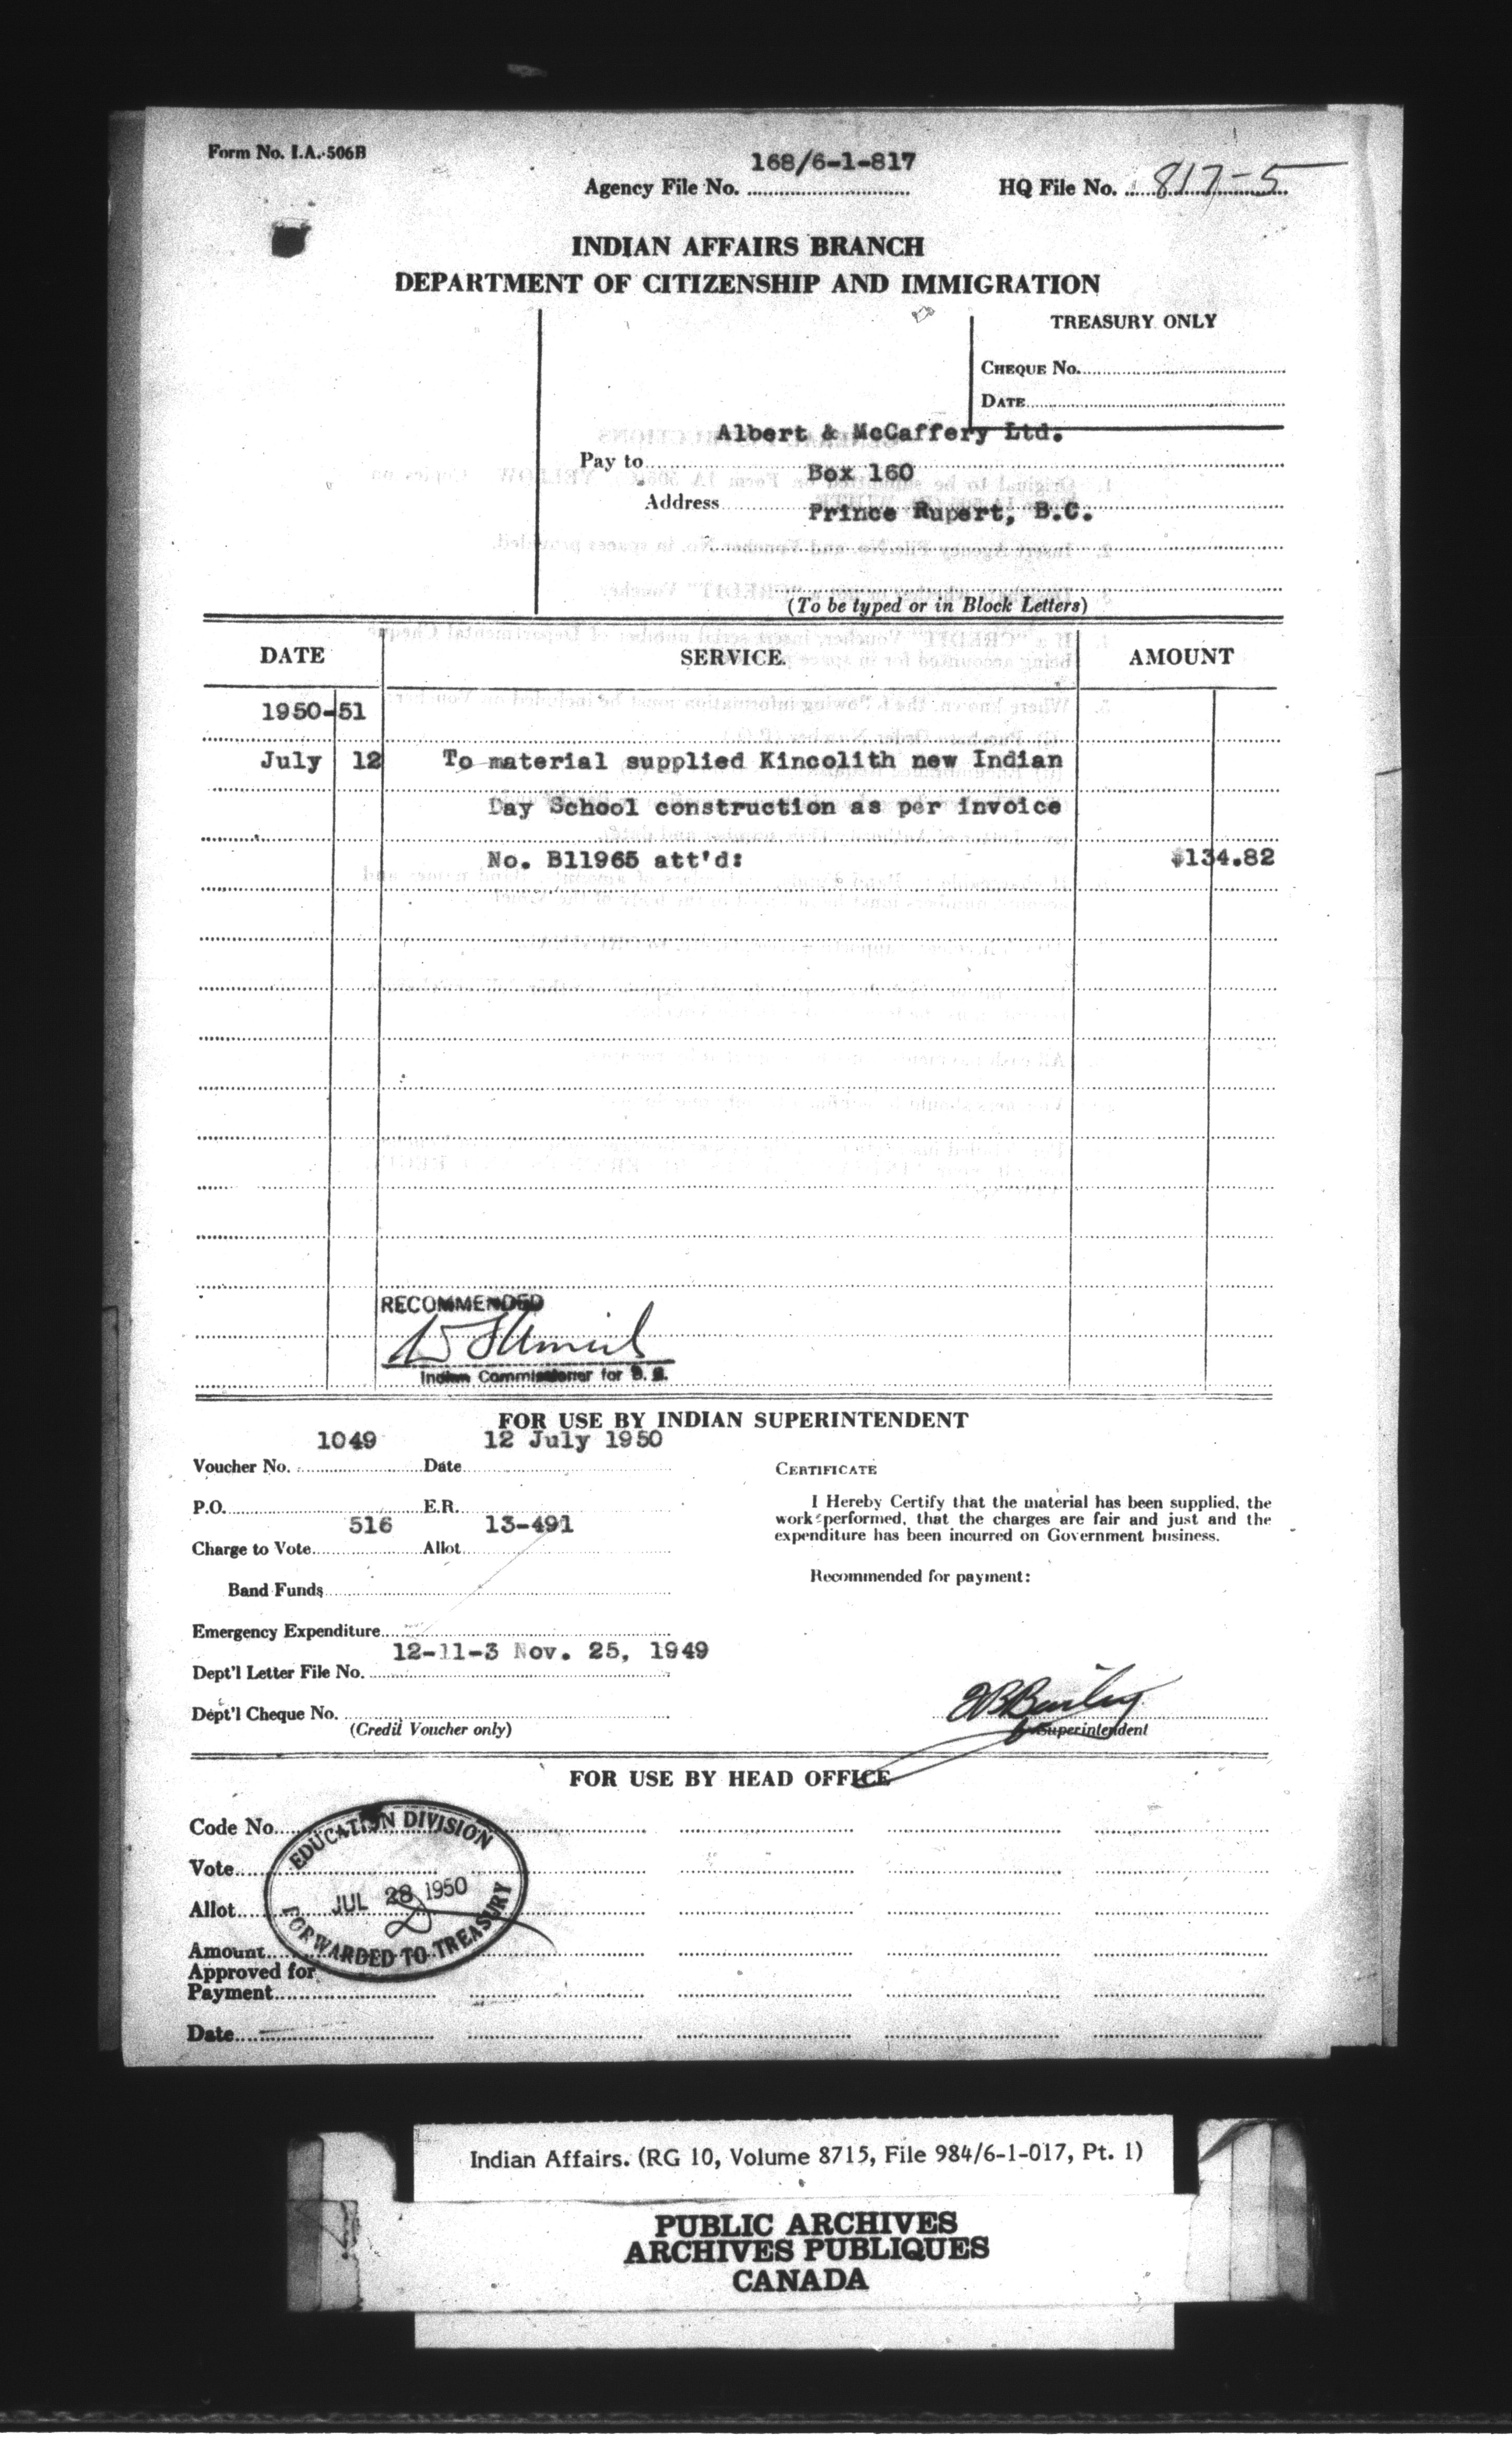 Form No. I.A. 506B
168/6-1-817
Agency File No.
HQ File No. 817-5
INDIAN AFFAIRS BRANCH
DEPARTMENT OF CITIZENSHIP AND IMMIGRATION
TREASURY ONLY
CHEQUE No.
DATE
Albert & McCaffery Ltd.
Pay to
Box 160
Address
Prince Rupert, B.C.
(To be typed or in Block Letters)
DATE SERVICE AMOUNT
1950-51
July 12 To material supplied Kincolith new Indian
Day School construction as per invoice
No. B11965 att'd: $134.82
RECOMMENDED
Indian Commissioner for B. C.
FOR USE BY INDIAN SUPERINTENDENT
1049 12 July 1950
Voucher No. Date
CERTIFICATE
P.O. E.R.
I Hereby Certify that the material has been supplied, the
work performed, that the charges are fair and just and the
expenditure has been incurred on Government business.
516 13-491
Charge to Vote Allot.
Recommended for payment:
Band Funds
Emergency Expenditure
12-11-3 Nov. 25, 1949
Dept'l Letter File No.
Dept'l Cheque No.
(Credit Voucher only)
Superintendent
FOR USE BY HEAD OFFICE
Code No.
Vote
Allot.
Amount
Approved for
Payment
Date
EDUCATION DIVISION
JUL 28 1950
FORWARDED TO TREASURY
Indian Affairs. (RG 10, Volume 8715, File 984/6-1-017, Pt. 1)
PUBLIC ARCHIVES
ARCHIVES PUBLIQUES
CANADA